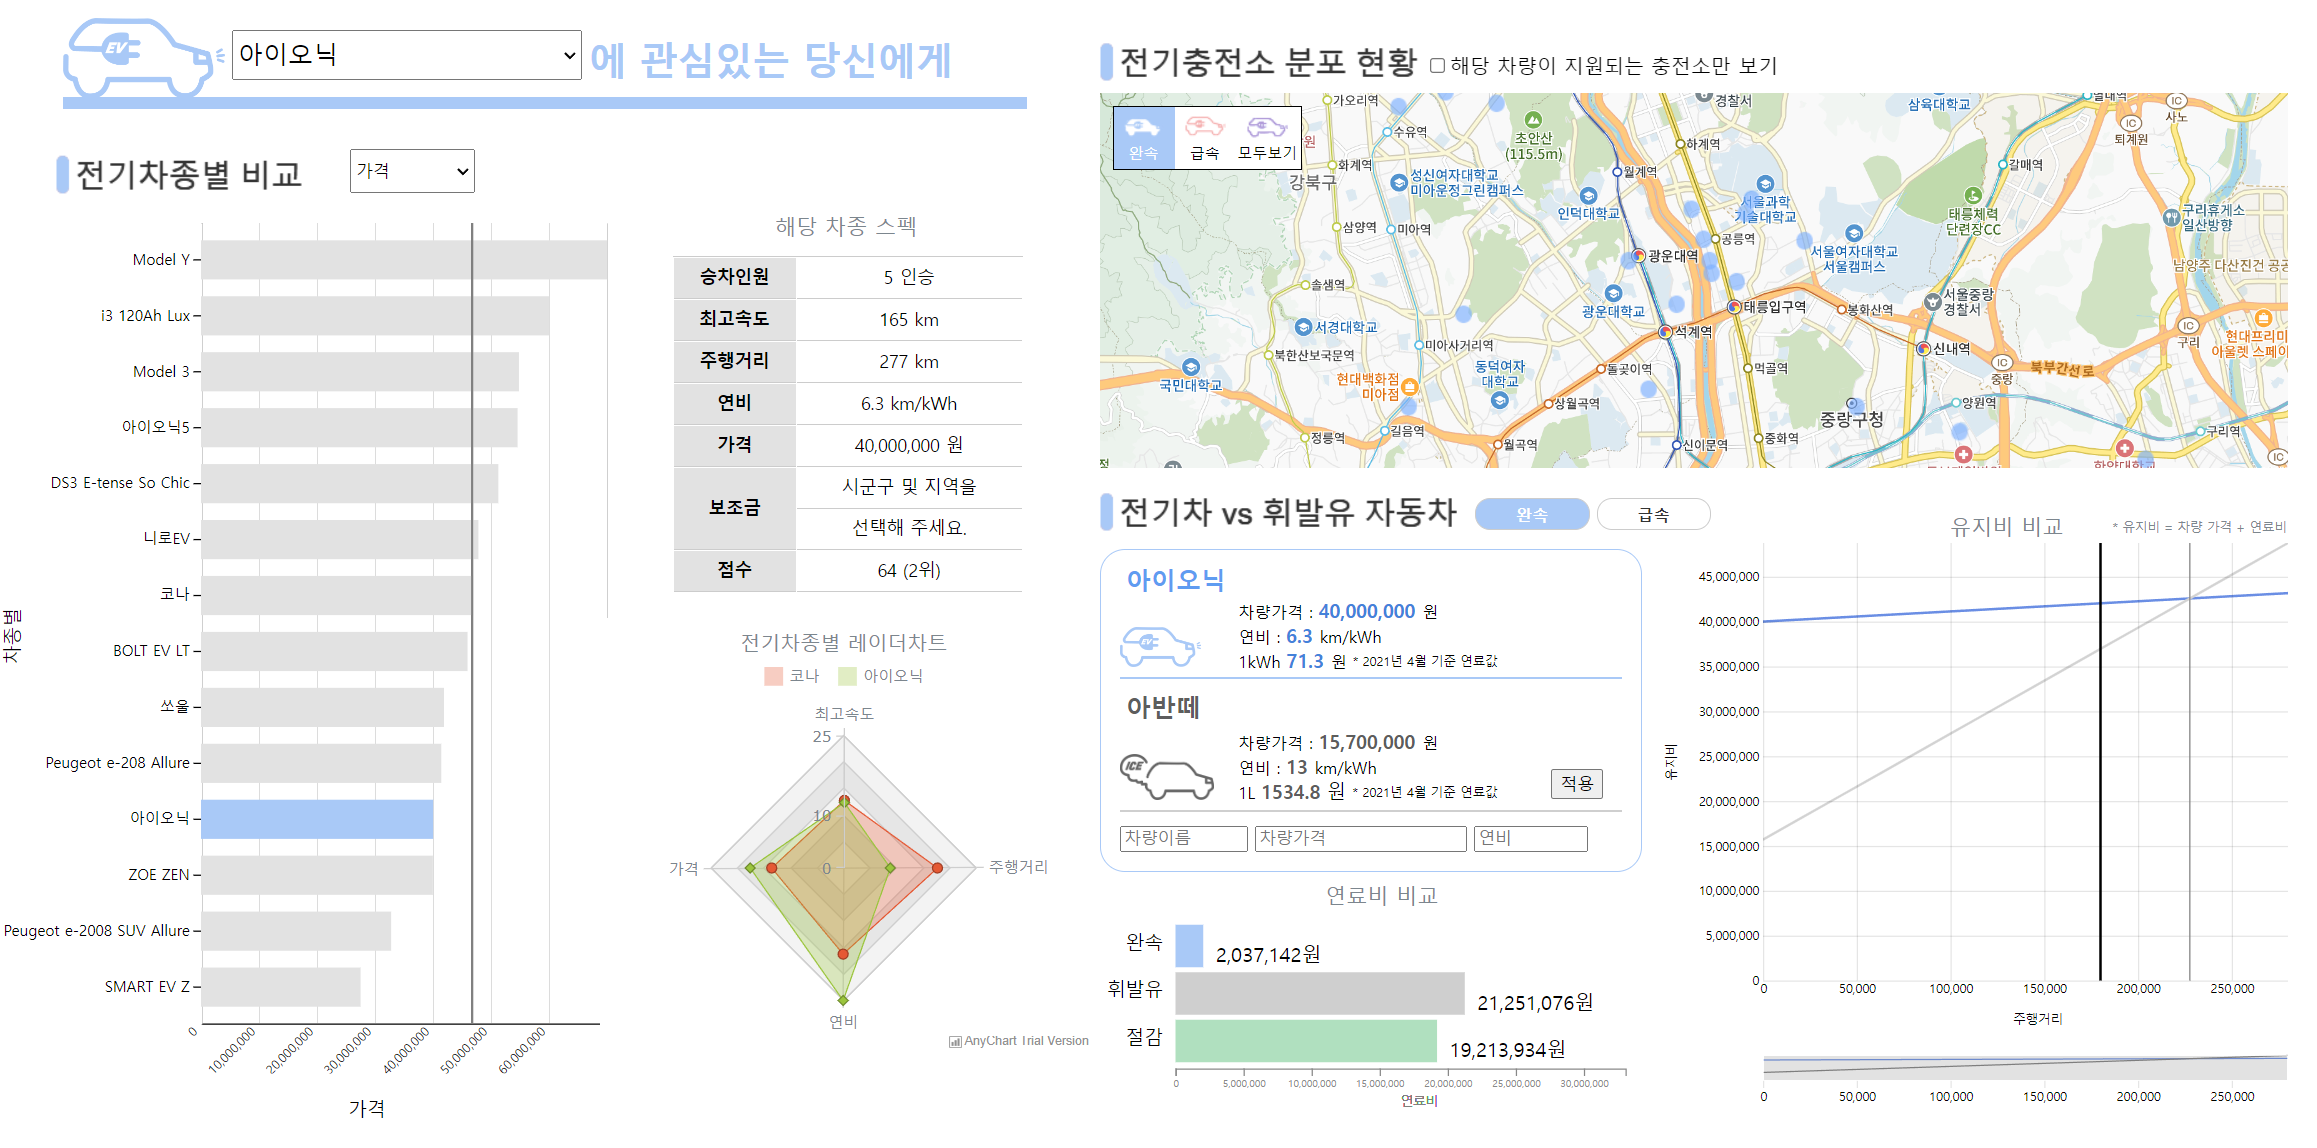 EV
아이오닉
에 관심있는 당신에게
전기차종별 비교
가격
차종별
Model Y
i3 120Ah Lux
Model 3
아이오닉5
DS3 E-tense So Chic
니로EV
코나
BOLT EV LT
쏘울
Peugeot e-208 Allure
아이오닉
ZOE ZEN
Peugeot e-2008 SUV Allure
SMART EV Z
0
10,000,000
20,000,000
30,000,000
40,000,000
50,000,000
60,000,000
가격
해당 차종 스펙
승차인원 5 인승
최고속도 165 km
주행거리 277 km
연비 6.3 km/kWh
가격 40,000,000 원
보조금 시군구 및 지역을
선택해 주세요.
점수 64 (2위)
전기차종별 레이더차트
코나 아이오닉
최고속도
25
10
0
가격
주행거리
연비
AnyChart Trial Version
전기충전소 분포 현황 해당 차량이 지원되는 충전소만 보기
완속 급속 모두보기
가오리역
경찰서
삼육대학교
별내역
IC
사노
IC
퇴계원
수유역
초안산
(115.5m)
하계역
원
화계역
월계역
갈매역
강북구
성신여자대학교
미아운정그린캠퍼스
인덕대학교
서울과학
기술대학교
태릉체력
단련장CC
구리휴게소
일산방향
삼양역
미아역
공릉역
광운대역
서울여자대학교
서울캠퍼스
남양주 다산진건 공공
솔샘역
광운대학교
태릉입구역
봉화산역
서울중랑
경찰서
서경대학교
석계역
IC
구리
현대프리미
아울렛 스페이
북한산보국문역
미아사거리역
신내역
IC
중랑
북부간선로
국민대학교
현대백화점
미아점
동덕여자
대학교
돌곶이역
먹골역
상월곡역
중랑구청
양원역
정릉역
길음역
월곡역
신이문역
중화역
구리역
IC
한양대학교
전기차 vs 휘발유 자동차
완속 급속
아이오닉
EV
차량가격 : 40,000,000 원
연비 : 6.3 km/kWh
1kWh 71.3 원 * 2021년 4월 기준 연료값
아반떼
ICE
차량가격 : 15,700,000 원
연비 : 13 km/kWh
1L 1534.8 원 * 2021년 4월 기준 연료값
적용
차량이름 차량가격 연비
연료비 비교
완속 2,037,142원
휘발유 21,251,076원
절감 19,213,934원
0 5,000,000 10,000,000 15,000,000 20,000,000 25,000,000 30,000,000
연료비
유지비 비교
* 유지비 = 차량 가격 + 연료비
유지비
45,000,000
40,000,000
35,000,000
30,000,000
25,000,000
20,000,000
15,000,000
10,000,000
5,000,000
0
0 50,000 100,000 150,000 200,000 250,000
주행거리
0 50,000 100,000 150,000 200,000 250,000